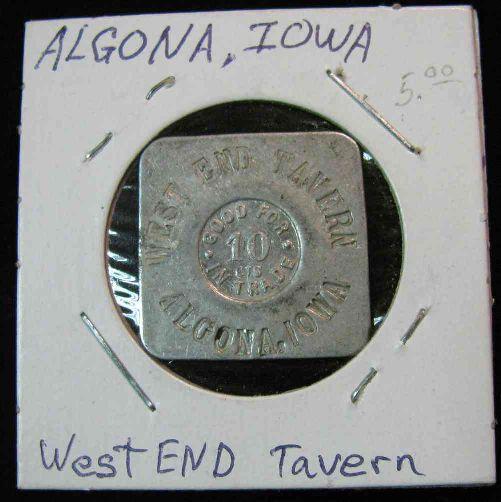 ALGONA, IOWA
5.00
WEST END TAVERN
GOOD FOR
10
CTS
IN TRADE
ALGONA, IOWA
West END Tavern